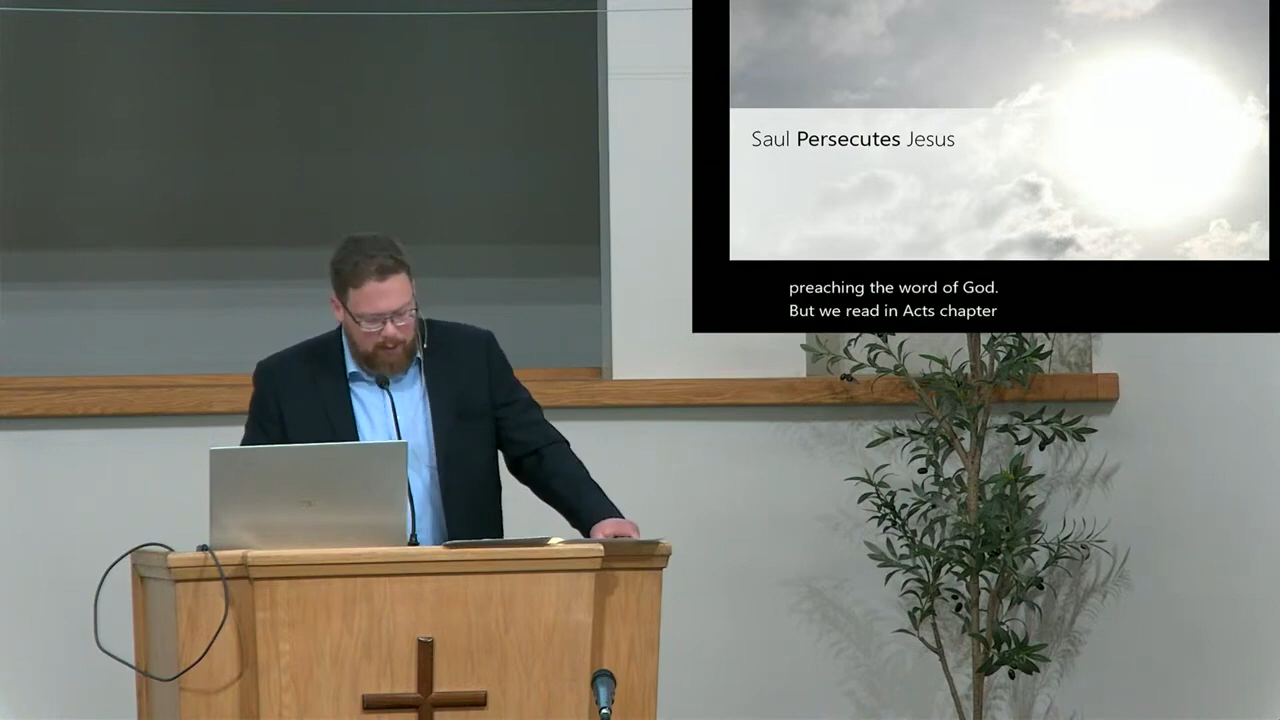 Saul Persecutes Jesus
preaching the word of God.
But we read in Acts chapter